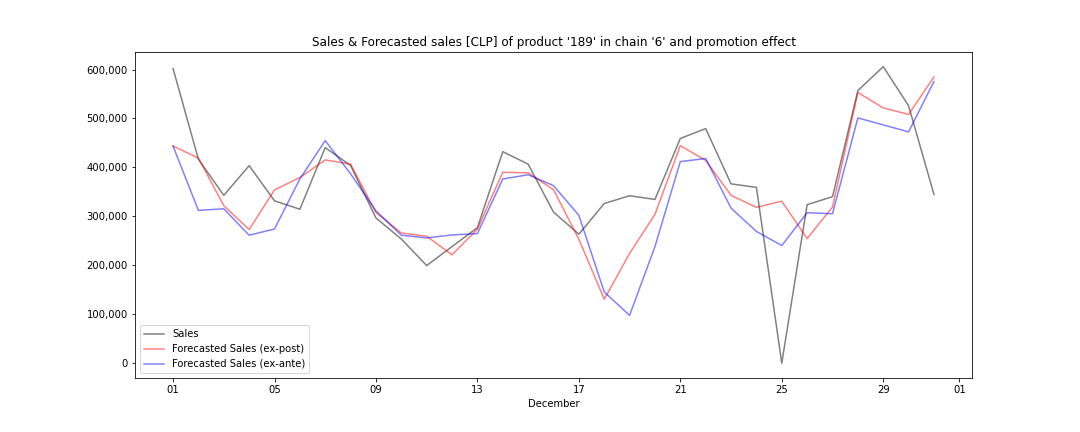 Sales & Forecasted sales [CLP] of product '189' in chain '6' and promotion effect
600,000
500,000
400,000
300,000
200,000
100,000
0
Sales
Forecasted Sales (ex-post)
Forecasted Sales (ex-ante)
01 05 09 13 17 21 25 29 01
December